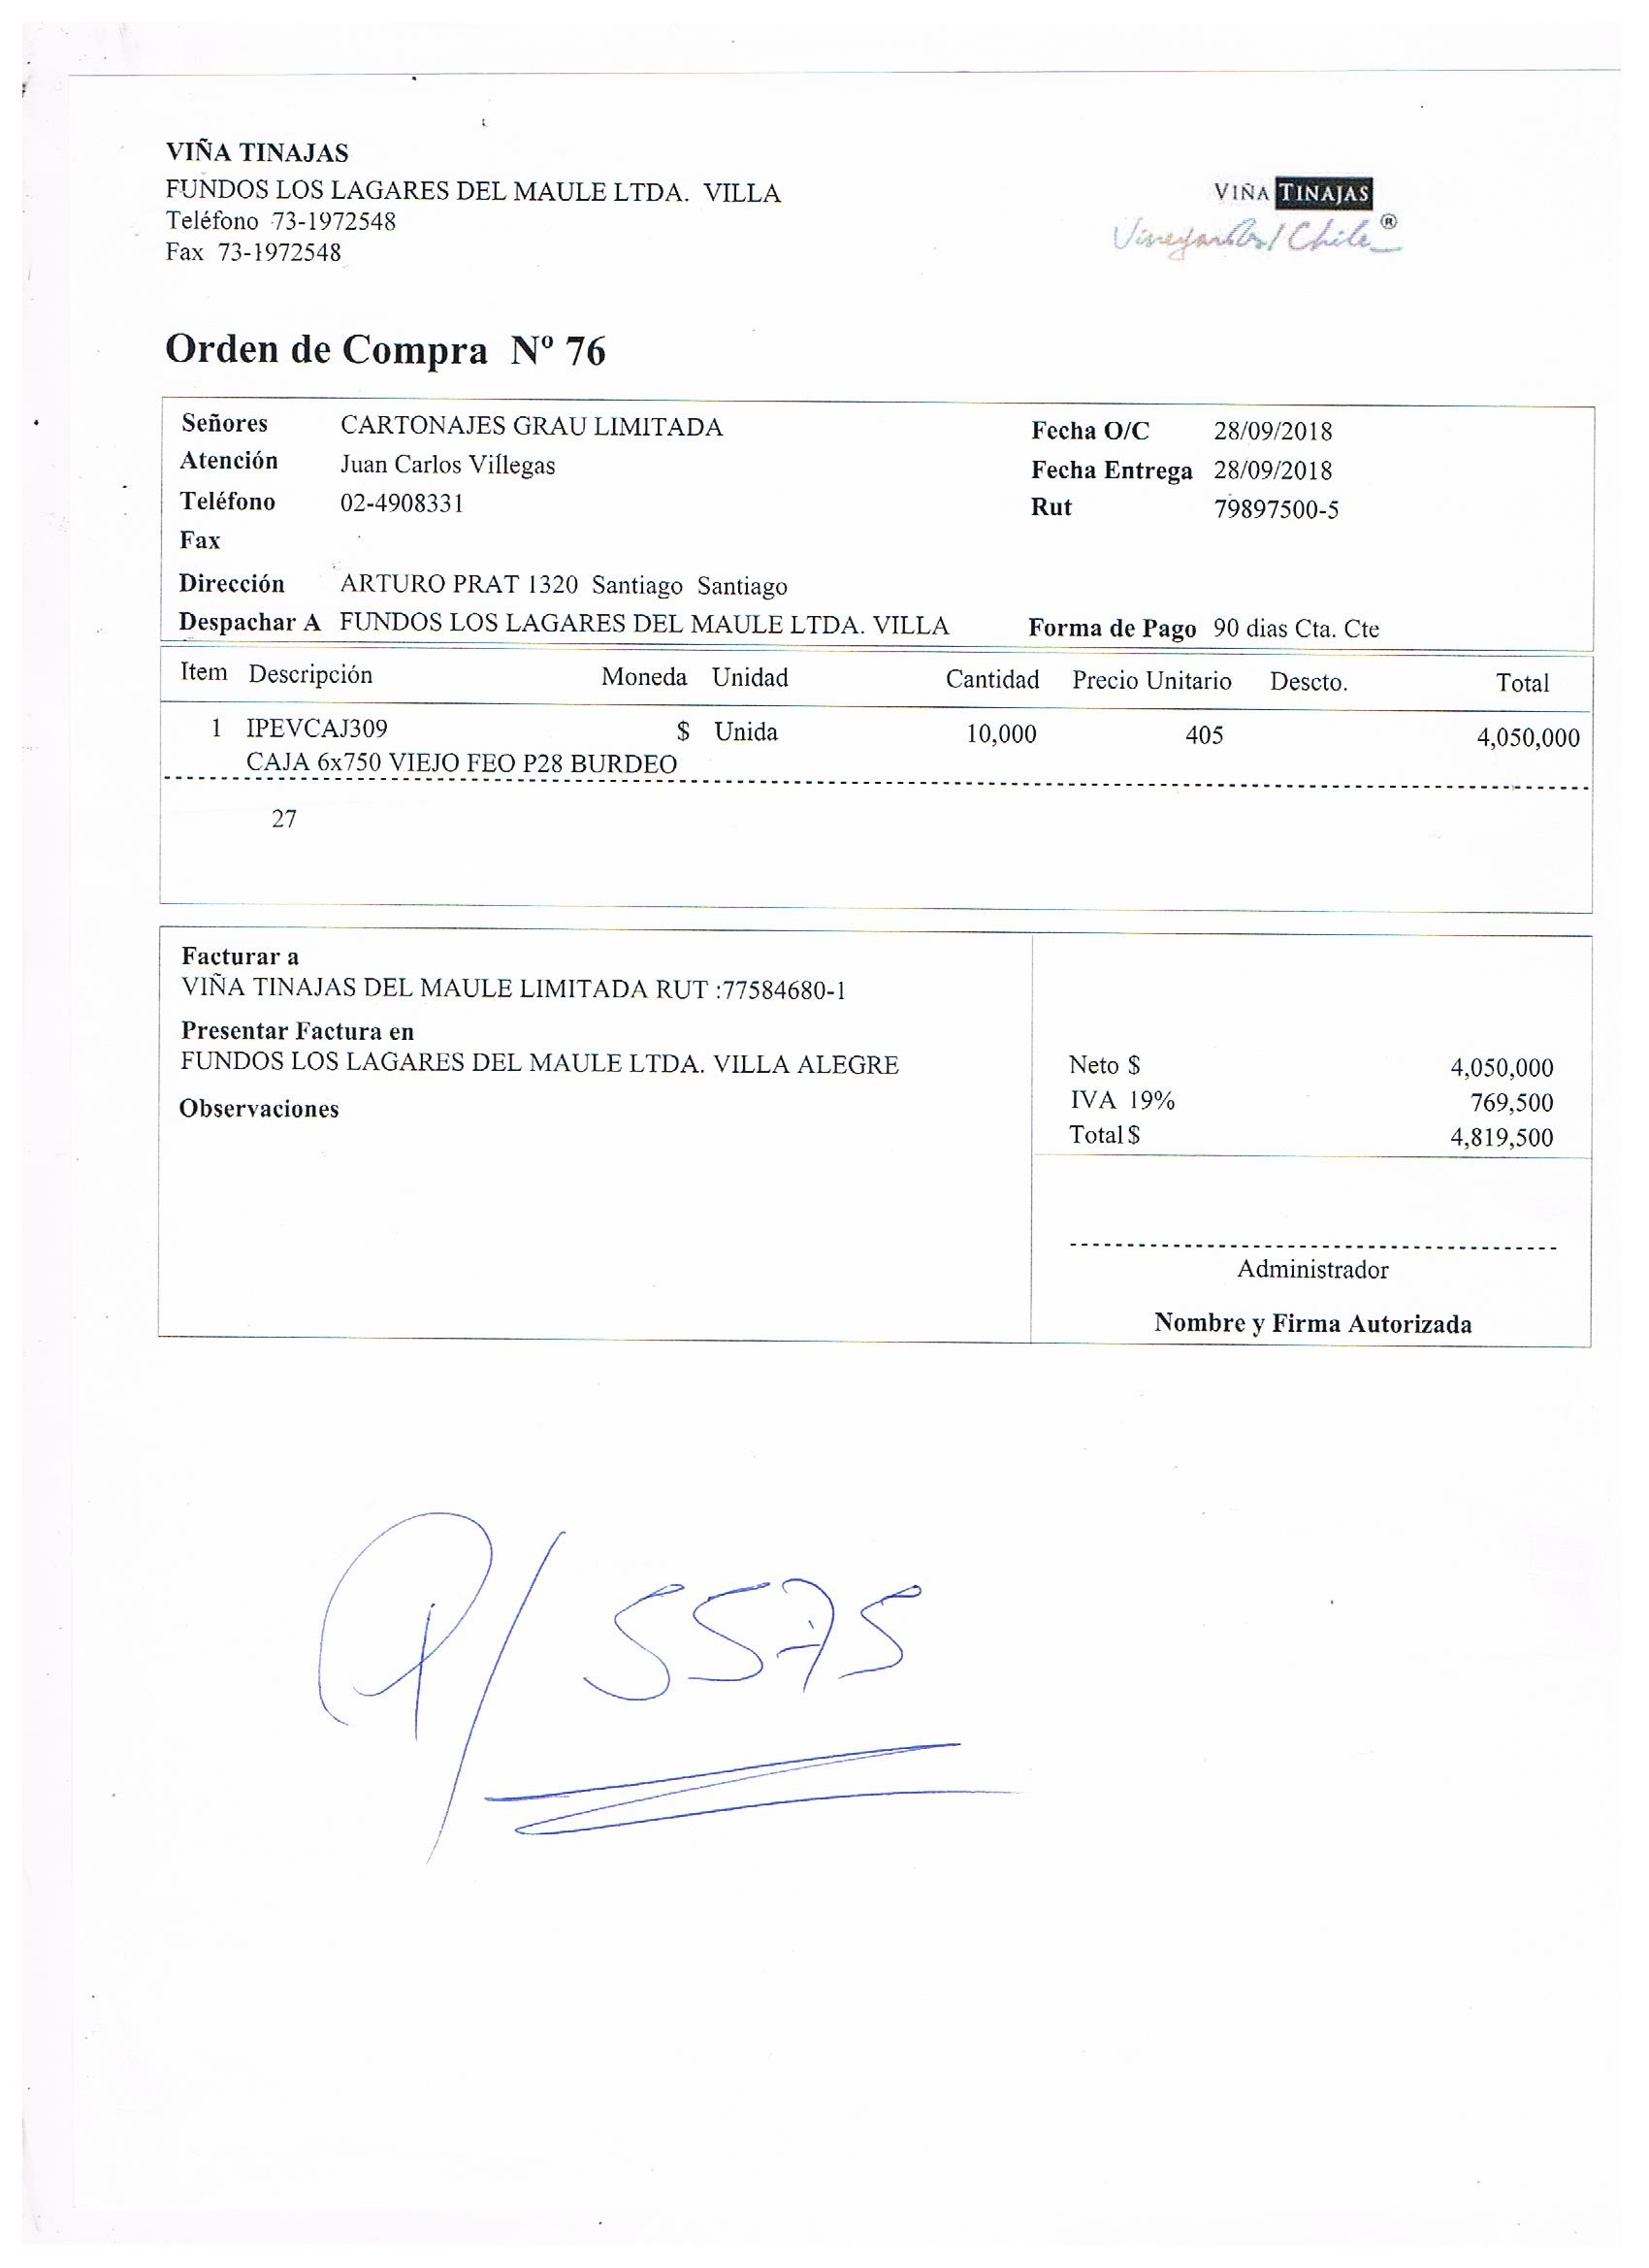 VIÑA TINAJAS
FUNDOS LOS LAGARES DEL MAULE LTDA. VILLA
Teléfono 73-1972548
Fax 73-1972548
VIÑA TINAJAS
Vineyards/Chile ®
Orden de Compra Nº 76
Señores CARTONAJES GRAU LIMITADA Fecha O/C 28/09/2018
Atención Juan Carlos Villegas Fecha Entrega 28/09/2018
Teléfono 02-4908331 Rut 79897500-5
Fax
Dirección ARTURO PRAT 1320 Santiago Santiago
Despachar A FUNDOS LOS LAGARES DEL MAULE LTDA. VILLA Forma de Pago 90 dias Cta. Cte
Item Descripción Moneda Unidad Cantidad Precio Unitario Descto. Total
1 IPEVCAJ309 $ Unida 10,000 405 4,050,000
CAJA 6x750 VIEJO FEO P28 BURDEO
27
Facturar a
VIÑA TINAJAS DEL MAULE LIMITADA RUT :77584680-1
Presentar Factura en
FUNDOS LOS LAGARES DEL MAULE LTDA. VILLA ALEGRE
Observaciones
Neto $ 4,050,000
IVA 19% 769,500
Total $ 4,819,500
Administrador
Nombre y Firma Autorizada
P/ 5575